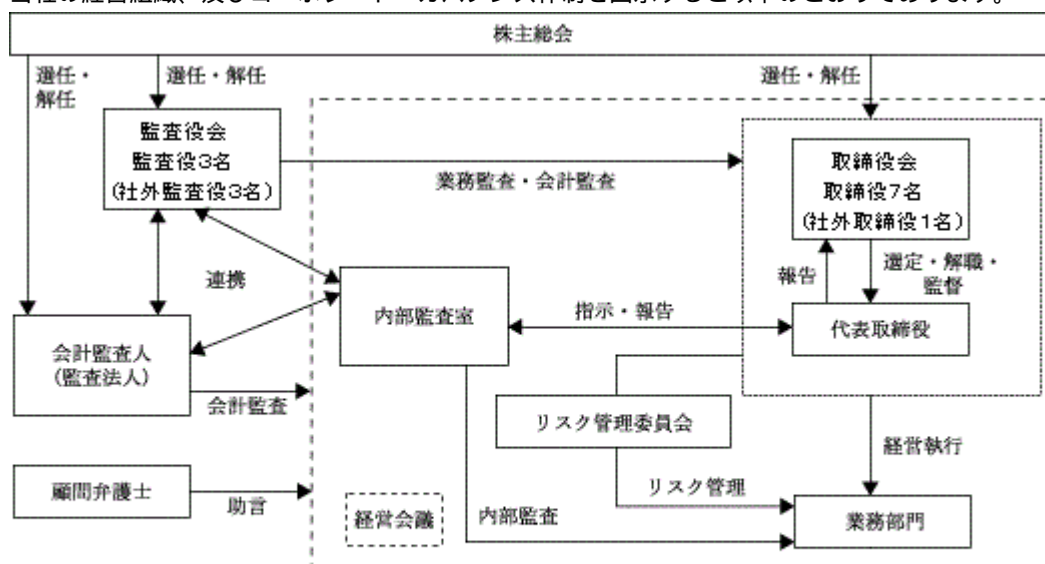 当社の経営組織、及びコーポレート・ガバナンス体制を図示すると以下のとおりであります。
株主総会
選任・
解任
選任・解任
選任・解任
監査役会
監査役3名
(社外監査役3名)
業務監査・会計監査
取締役会
取締役7名
(社外取締役1名)
連携
報告
選定・解職・
監督
内部監査室
指示・報告
代表取締役
会計監査人
(監査法人)
会計監査
リスク管理委員会
経営執行
顧問弁護士
助言
経営会議
内部監査
リスク管理
業務部門